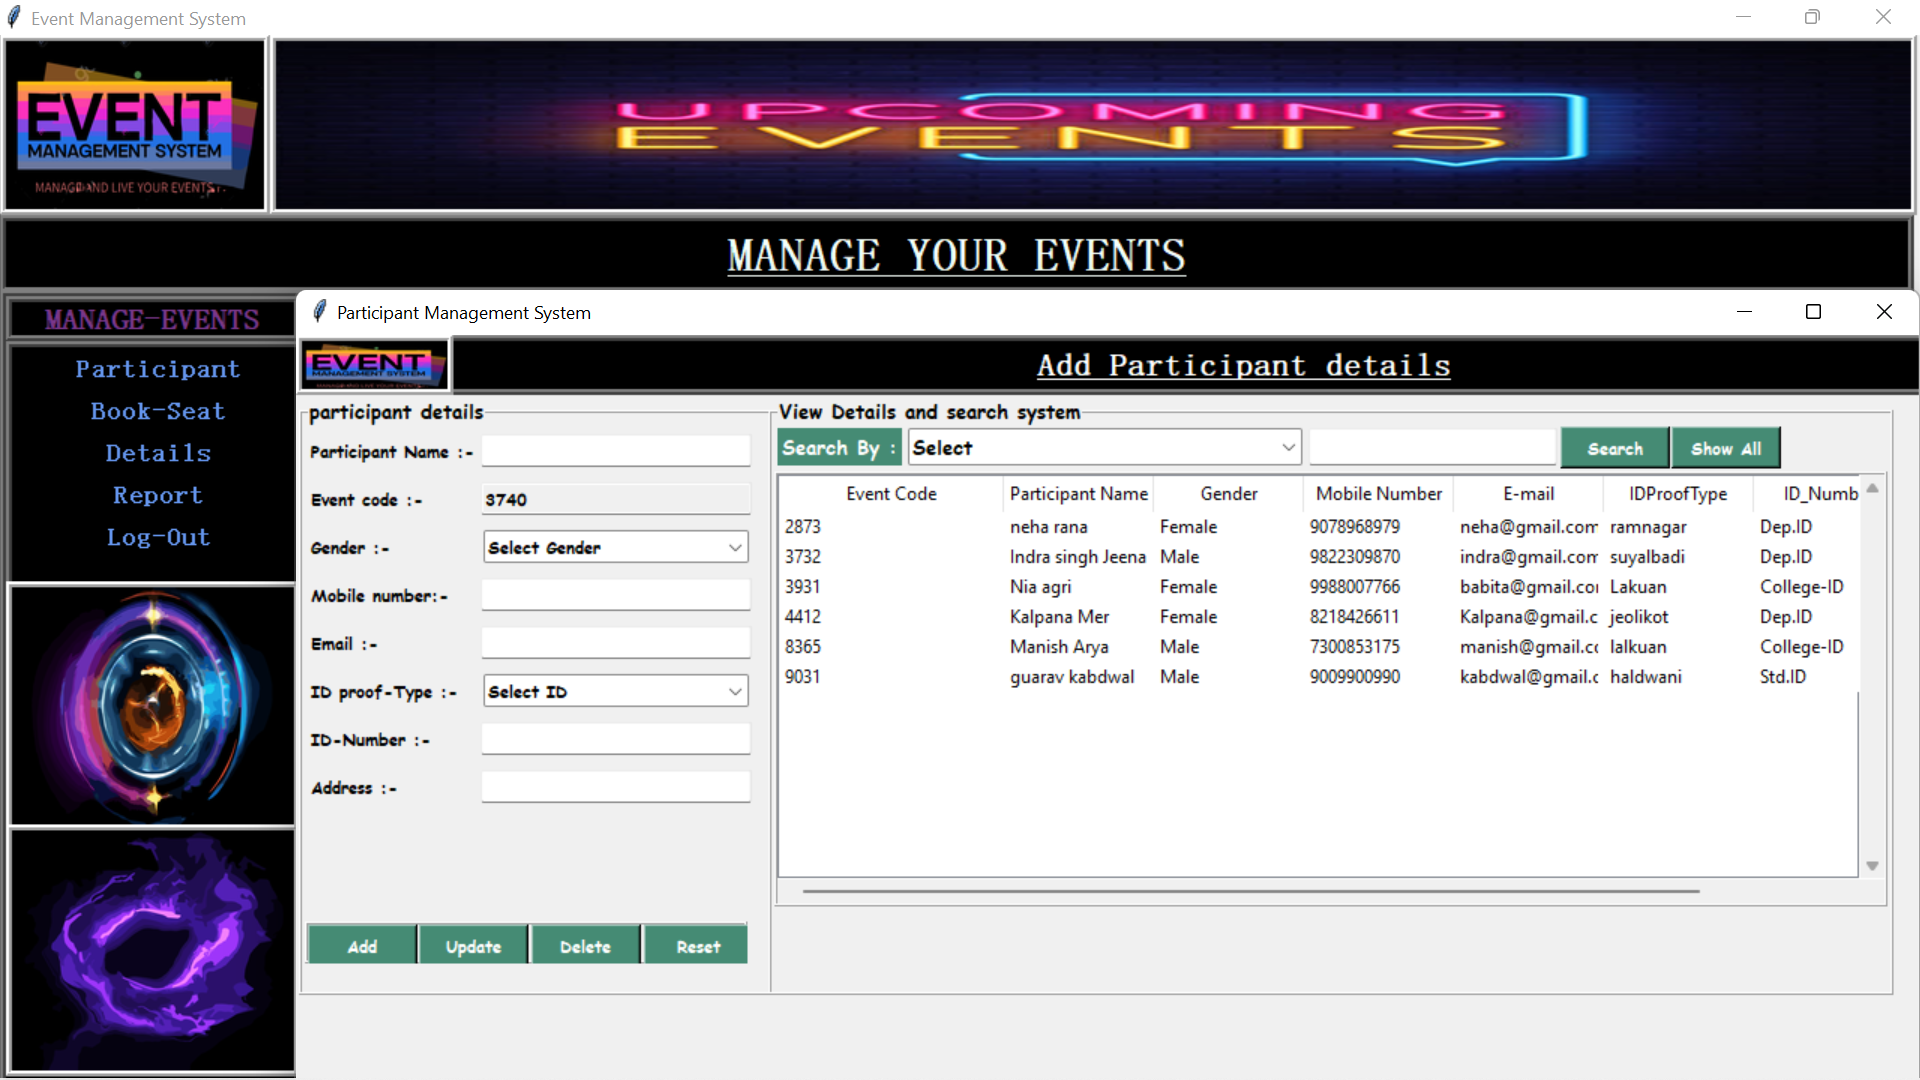 Event Management System
EVENT
MANAGEMENT SYSTEM
MANAGE AND LIVE YOUR EVENTS
UPCOMING
EVENTS
MANAGE YOUR EVENTS
MANAGE-EVENTS
Participant
Book-Seat
Details
Report
Log-Out
Participant Management System
EVENT
MANAGEMENT SYSTEM
Add Participant details
participant details
Participant Name :-
Event code :- 3740
Gender :- Select Gender
Mobile number:-
Email :-
ID proof-Type :- Select ID
ID-Number :-
Address :-
Add Update Delete Reset
View Details and search system
Search By : Select Search Show All
Event Code Participant Name Gender Mobile Number E-mail IDProofType ID_Numb
2873 neha rana Female 9078968979 neha@gmail.com ramnagar Dep.ID
3732 Indra singh Jeena Male 9822309870 indra@gmail.com suyalbadi Dep.ID
3931 Nia agri Female 9988007766 babita@gmail.co Lakuan College-ID
4412 Kalpana Mer Female 8218426611 Kalpana@gmail.c jeolikot Dep.ID
8365 Manish Arya Male 7300853175 manish@gmail.c lalkuan College-ID
9031 guarav kabdwal Male 9009900990 kabdwal@gmail.c haldwani Std.ID